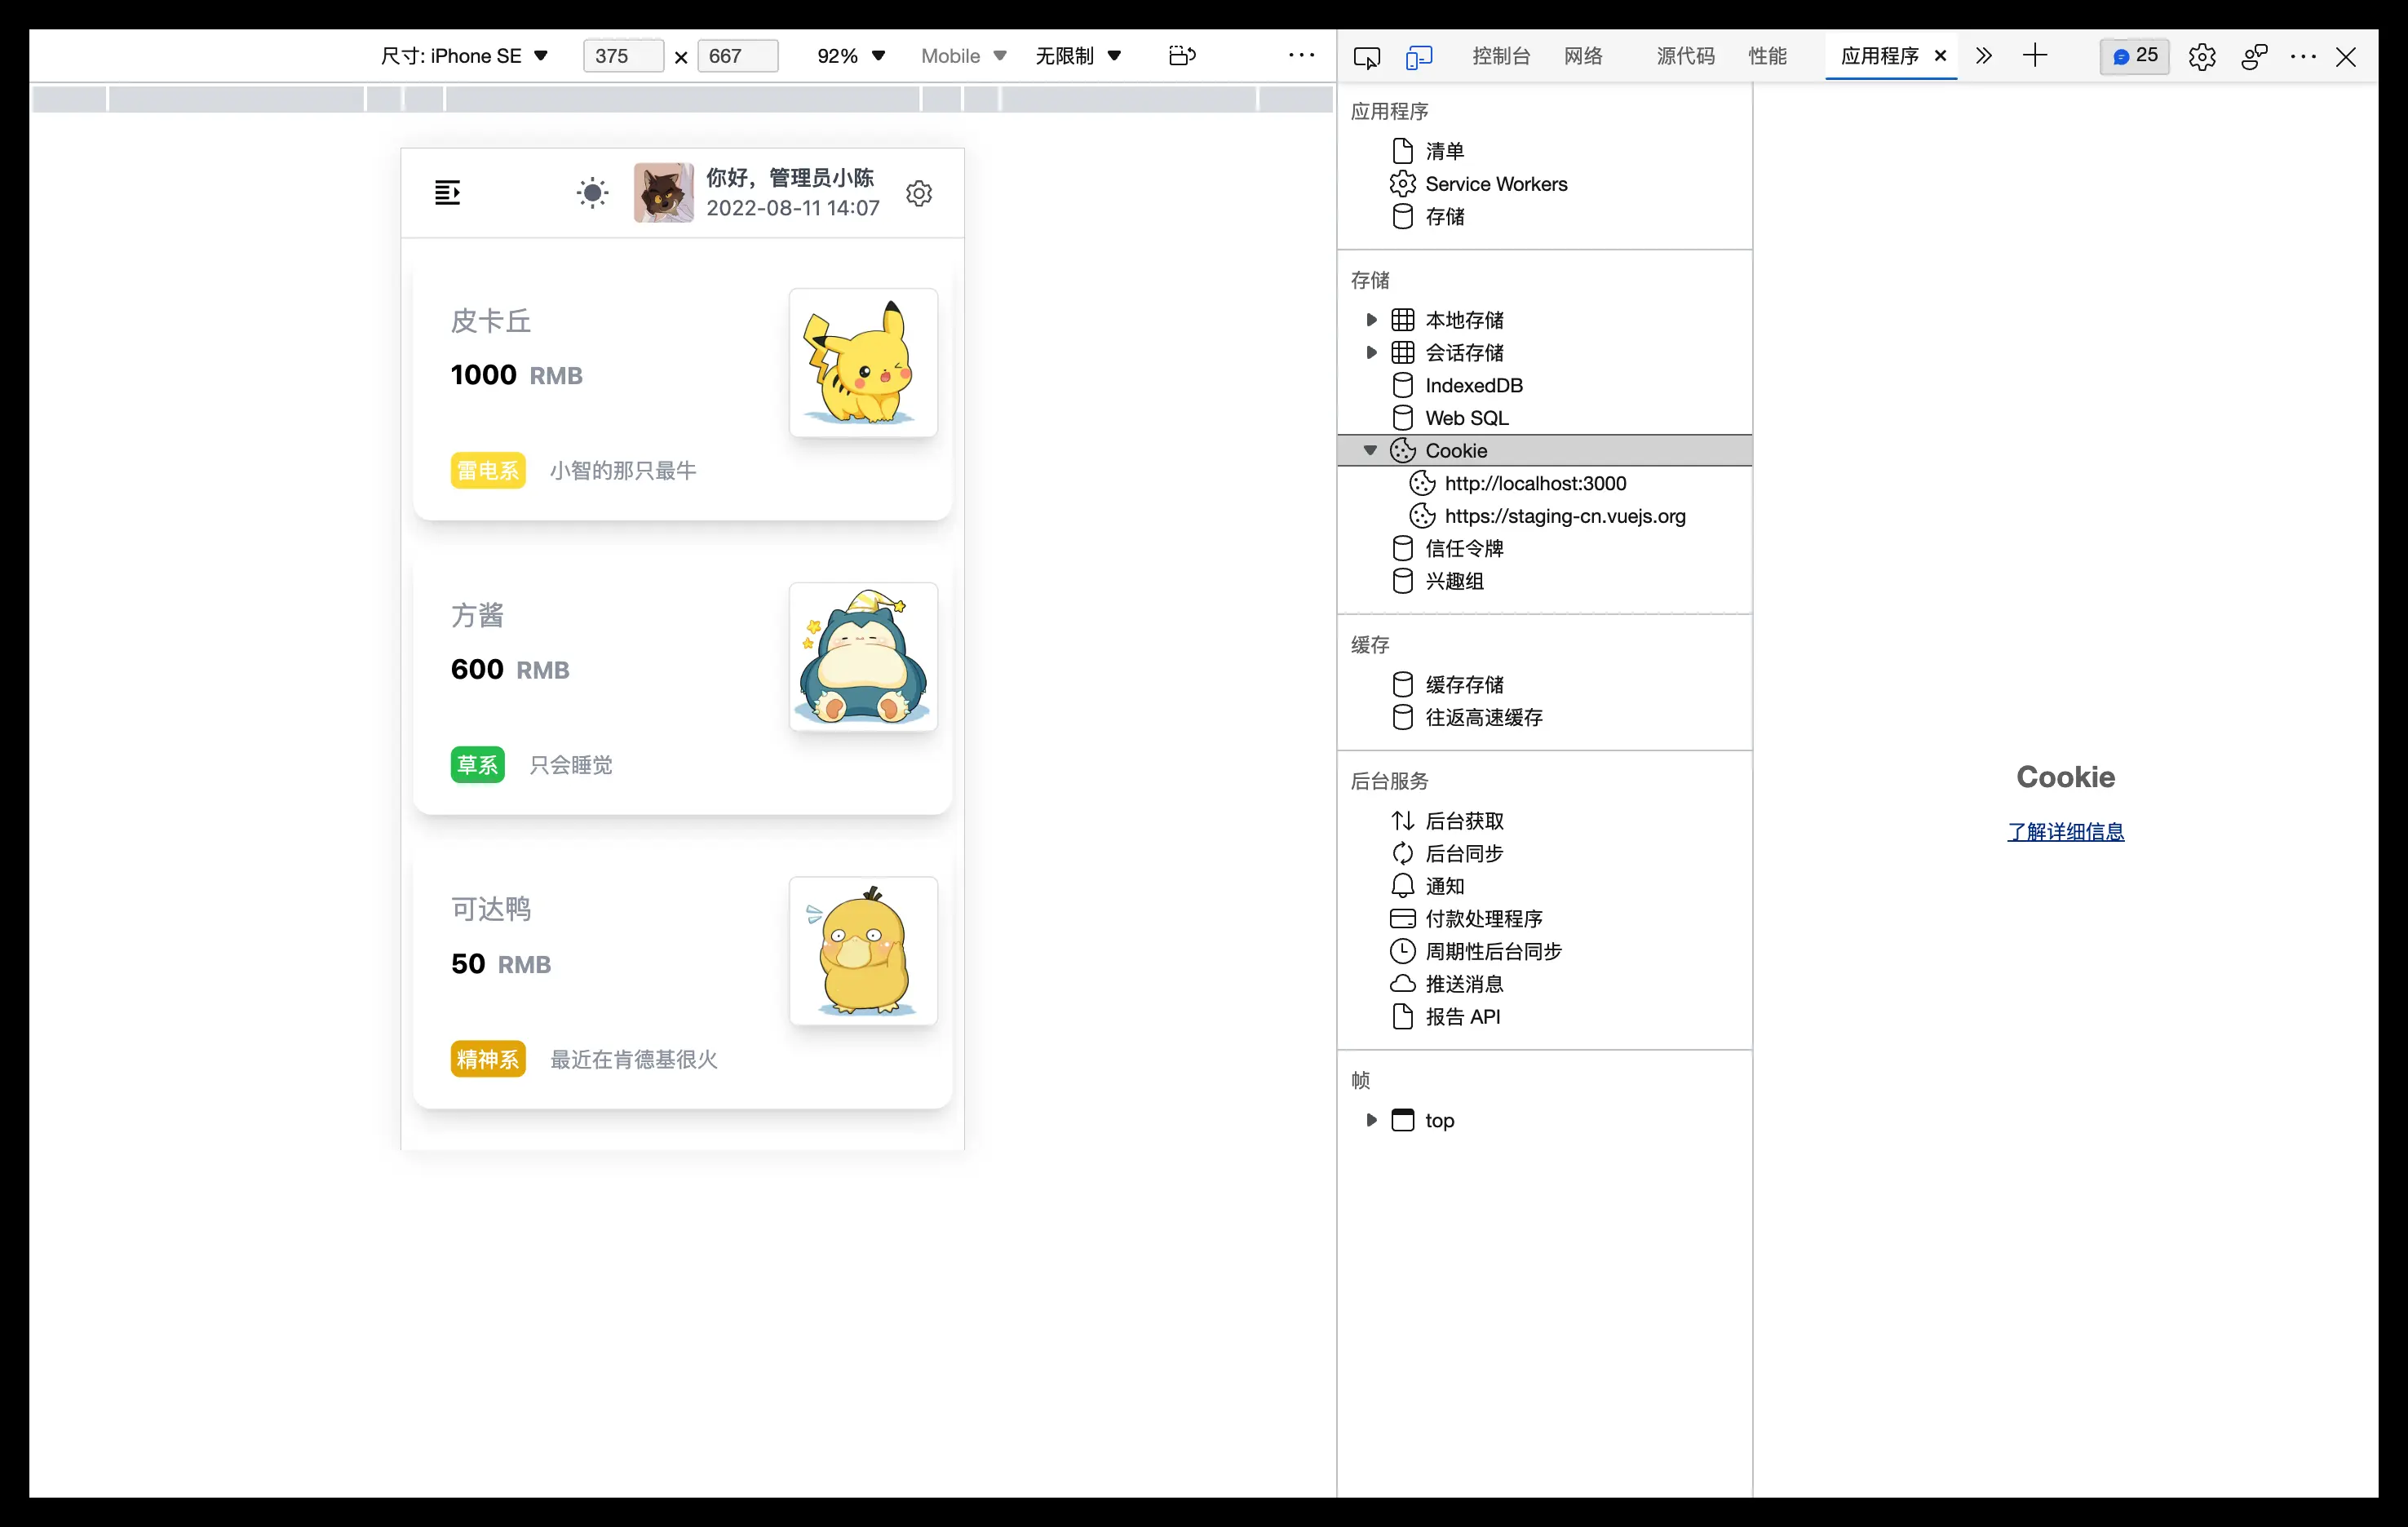 尺寸: iPhone SE 375 × 667 92% Mobile 无限制
控制台 网络 源代码 性能 应用程序 25
你好，管理员小陈
2022-08-11 14:07
皮卡丘
1000 RMB
雷电系 小智的那只最牛
方酱
600 RMB
草系 只会睡觉
可达鸭
50 RMB
精神系 最近在肯德基很火
应用程序
清单
Service Workers
存储
存储
本地存储
会话存储
IndexedDB
Web SQL
Cookie
http://localhost:3000
https://staging-cn.vuejs.org
信任令牌
兴趣组
缓存
缓存存储
往返高速缓存
后台服务
后台获取
后台同步
通知
付款处理程序
周期性后台同步
推送消息
报告 API
帧
top
Cookie
了解详细信息